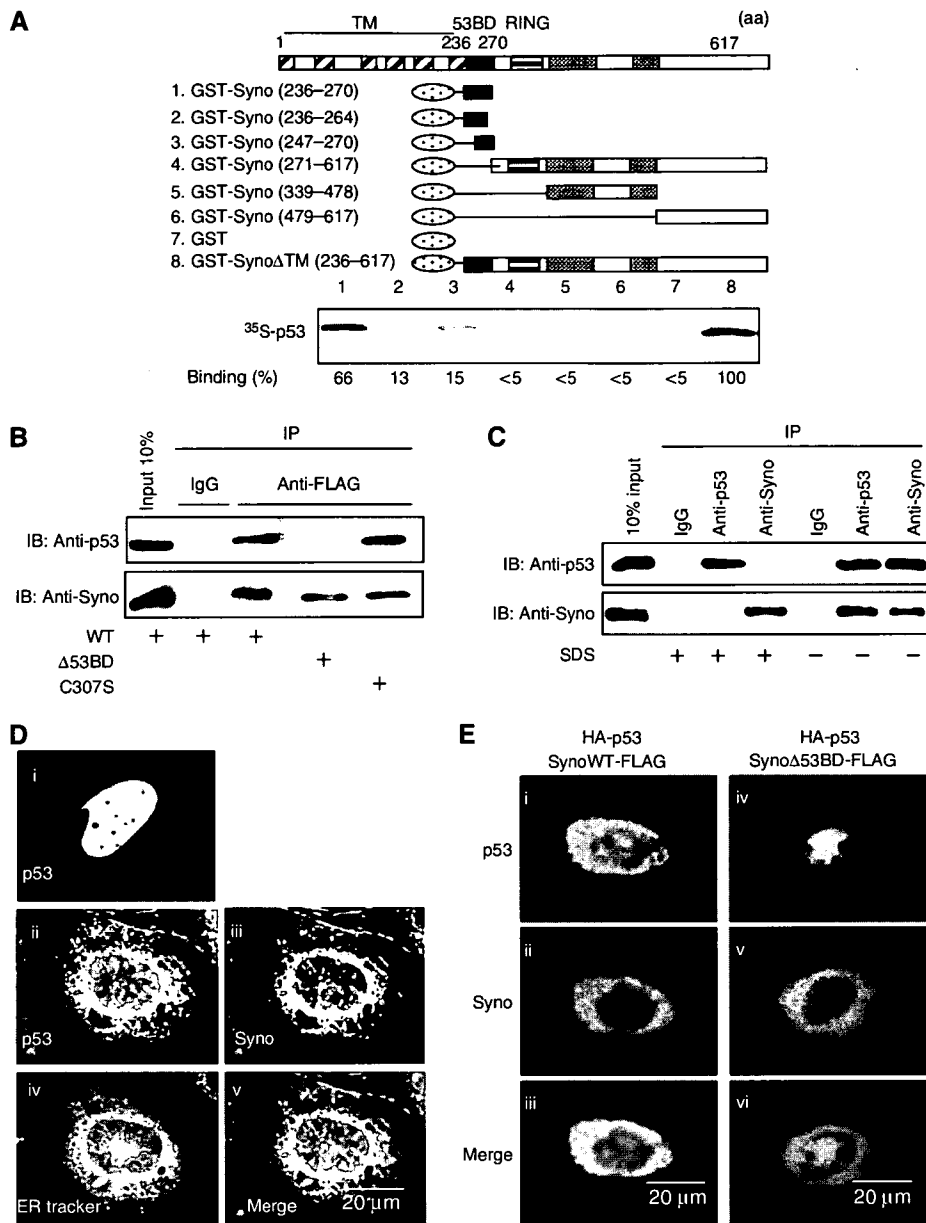 A
TM 53BD RING (aa)
1 236 270 617
1. GST-Syno (236–270)
2. GST-Syno (236–264)
3. GST-Syno (247–270)
4. GST-Syno (271–617)
5. GST-Syno (339–478)
6. GST-Syno (479–617)
7. GST
8. GST-SynoΔTM (236–617)
1 2 3 4 5 6 7 8
³⁵S-p53
Binding (%) 66 13 15 <5 <5 <5 <5 100
B
Input 10%
IP
IgG Anti-FLAG
IB: Anti-p53
IB: Anti-Syno
WT + + +
Δ53BD +
C307S +
C
10% input
IP
IgG Anti-p53 Anti-Syno IgG Anti-p53 Anti-Syno
IB: Anti-p53
IB: Anti-Syno
SDS + + + – – –
D
i
p53
ii
p53
iii
Syno
iv
ER tracker
v
Merge
20 μm
E
HA-p53
SynoWT-FLAG
HA-p53
SynoΔ53BD-FLAG
p53
i
iv
Syno
ii
v
Merge
iii
20 μm
vi
20 μm